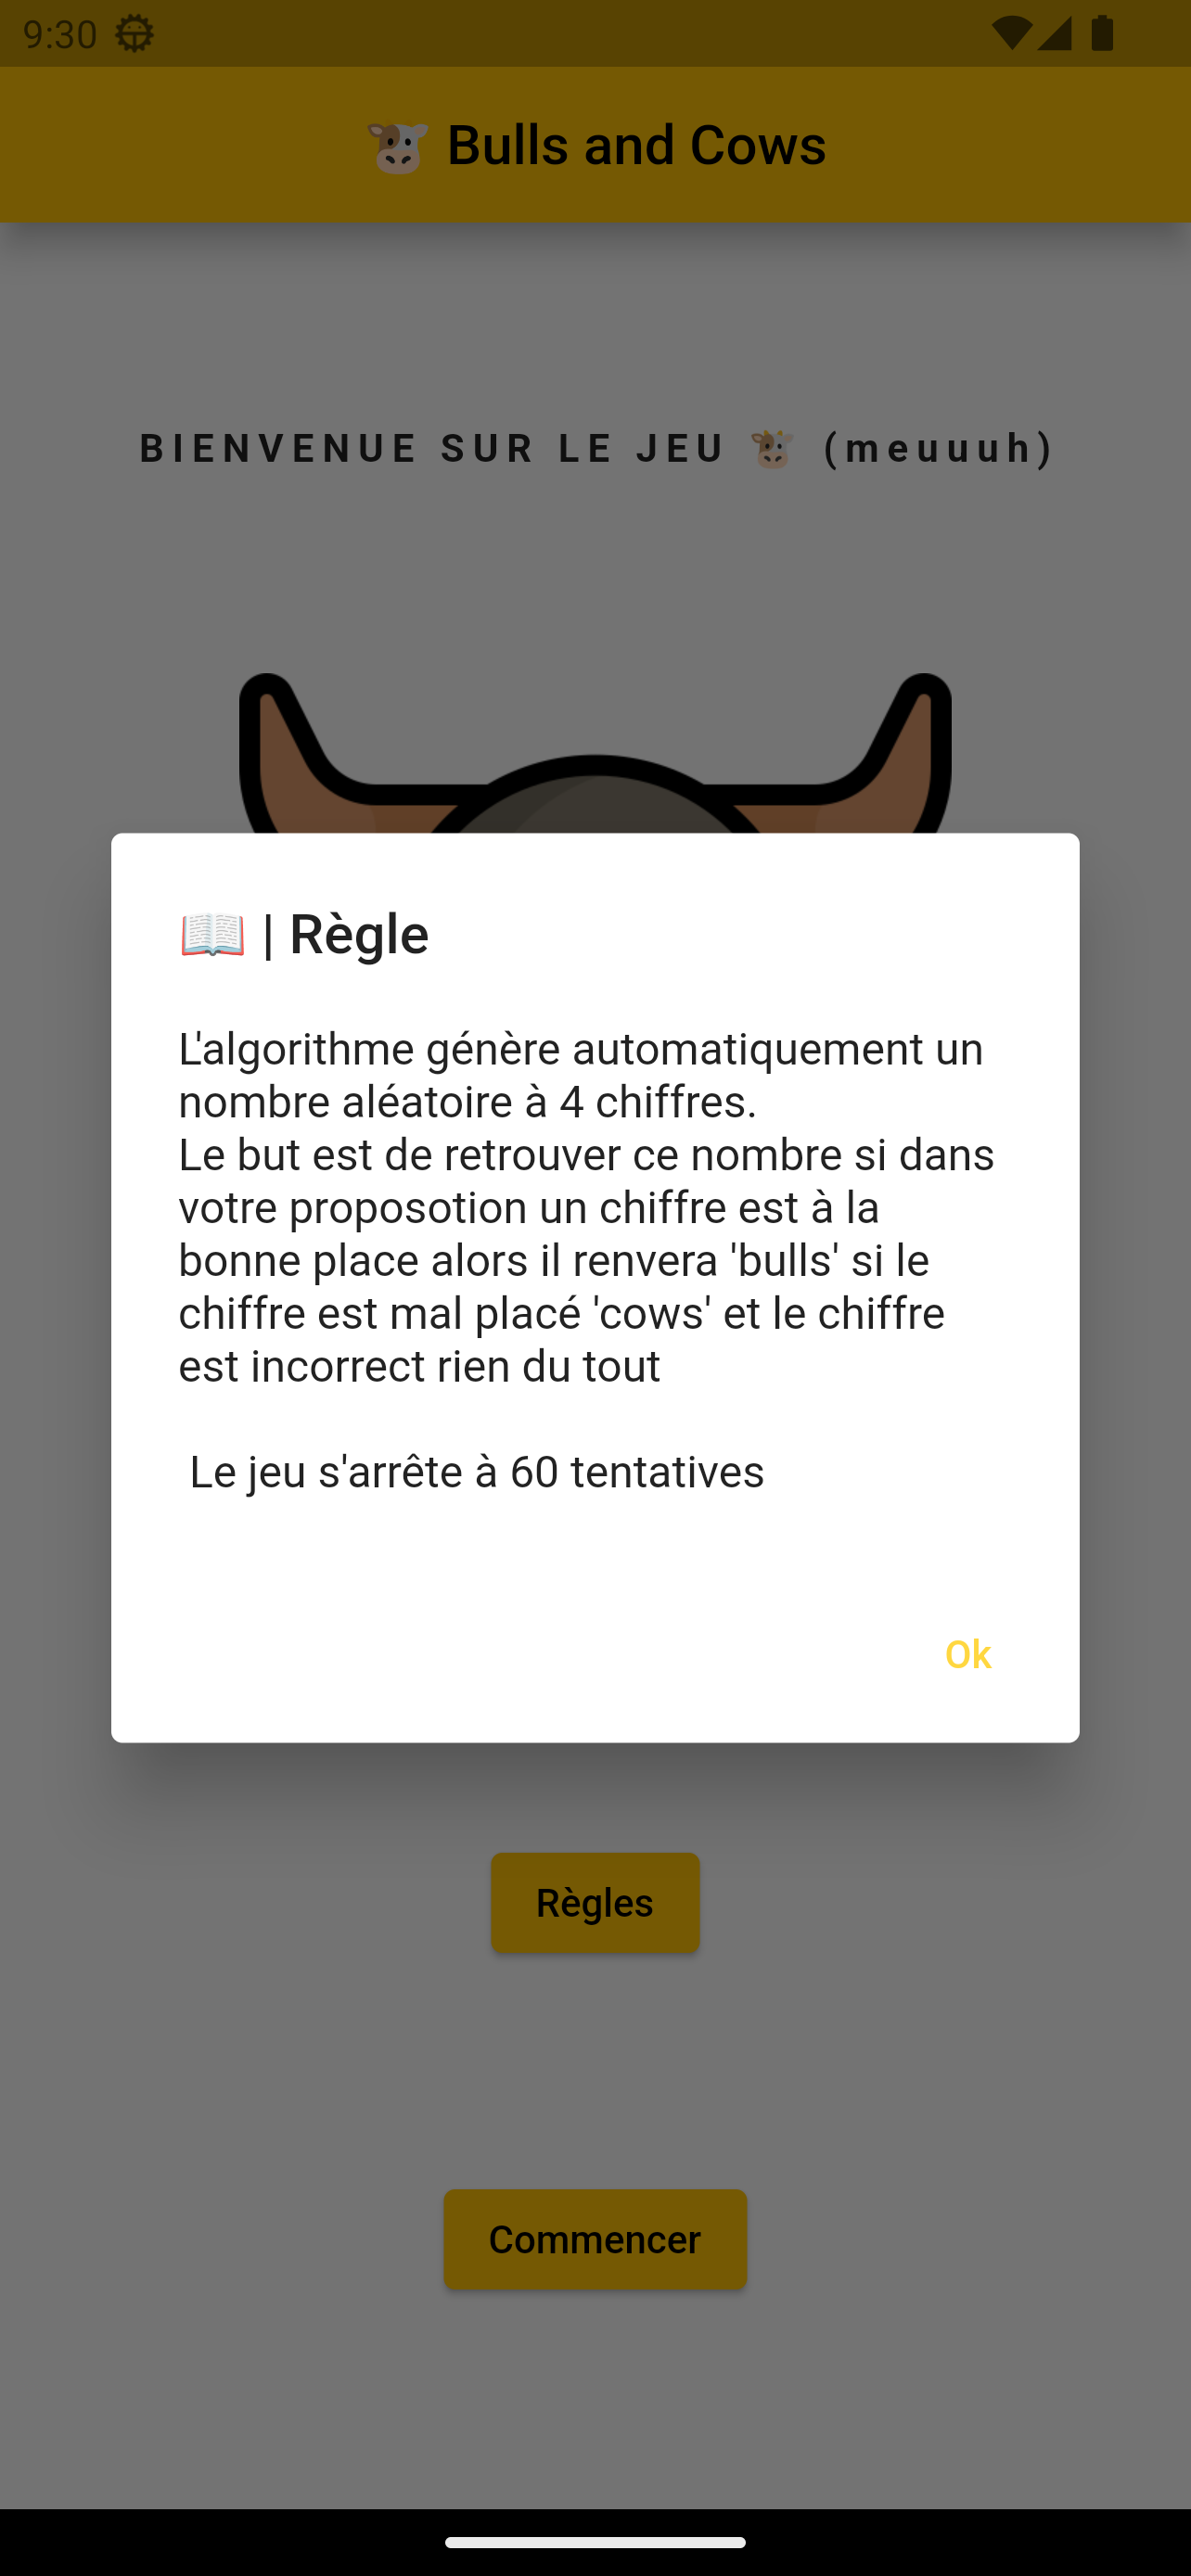 9:30
🐮 Bulls and Cows
BIENVENUE SUR LE JEU 🐮 (meuuuh)
📖 | Règle
L'algorithme génère automatiquement un
nombre aléatoire à 4 chiffres.
Le but est de retrouver ce nombre si dans
votre proposotion un chiffre est à la
bonne place alors il renvera 'bulls' si le
chiffre est mal placé 'cows' et le chiffre
est incorrect rien du tout
Le jeu s'arrête à 60 tentatives
Ok
Règles
Commencer